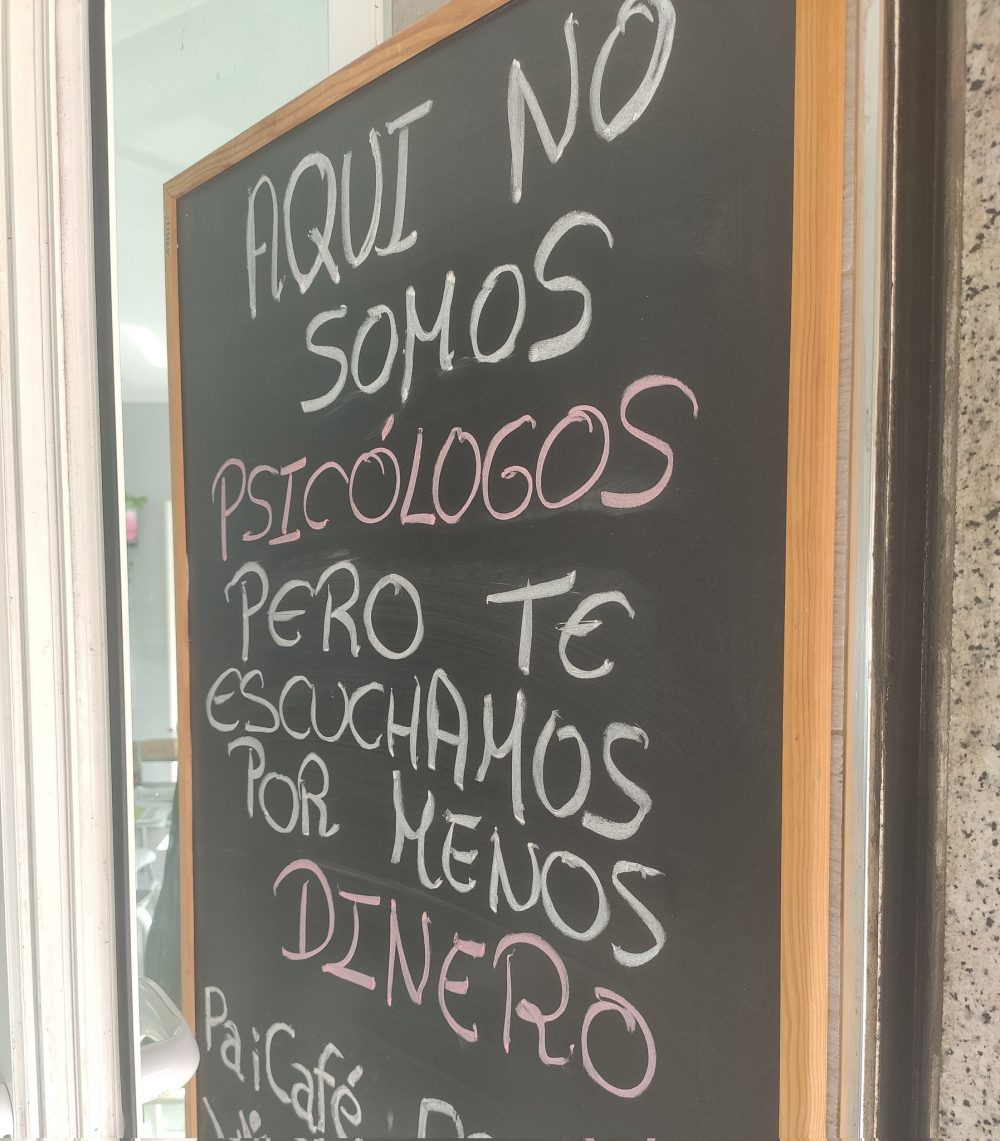 AQUI NO
SOMOS
PSICÓLOGOS
PERO TE
ESCUCHAMOS
POR MENOS
DINERO
PaiCafé